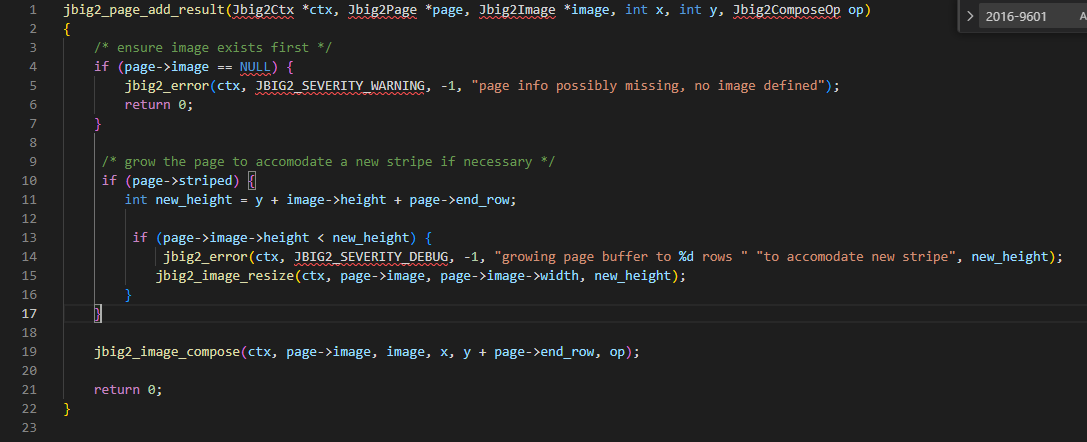 1 jbig2_page_add_result(Jbig2Ctx *ctx, Jbig2Page *page, Jbig2Image *image, int x, int y, Jbig2ComposeOp op)
2 {
3     /* ensure image exists first */
4     if (page->image == NULL) {
5         jbig2_error(ctx, JBIG2_SEVERITY_WARNING, -1, "page info possibly missing, no image defined");
6         return 0;
7     }
8
9      /* grow the page to accomodate a new stripe if necessary */
10      if (page->striped) {
11         int new_height = y + image->height + page->end_row;
12
13          if (page->image->height < new_height) {
14              jbig2_error(ctx, JBIG2_SEVERITY_DEBUG, -1, "growing page buffer to %d rows " "to accomodate new stripe", new_height);
15             jbig2_image_resize(ctx, page->image, page->image->width, new_height);
16         }
17     }
18
19     jbig2_image_compose(ctx, page->image, image, x, y + page->end_row, op);
20
21     return 0;
22 }
23
> 2016-9601 A